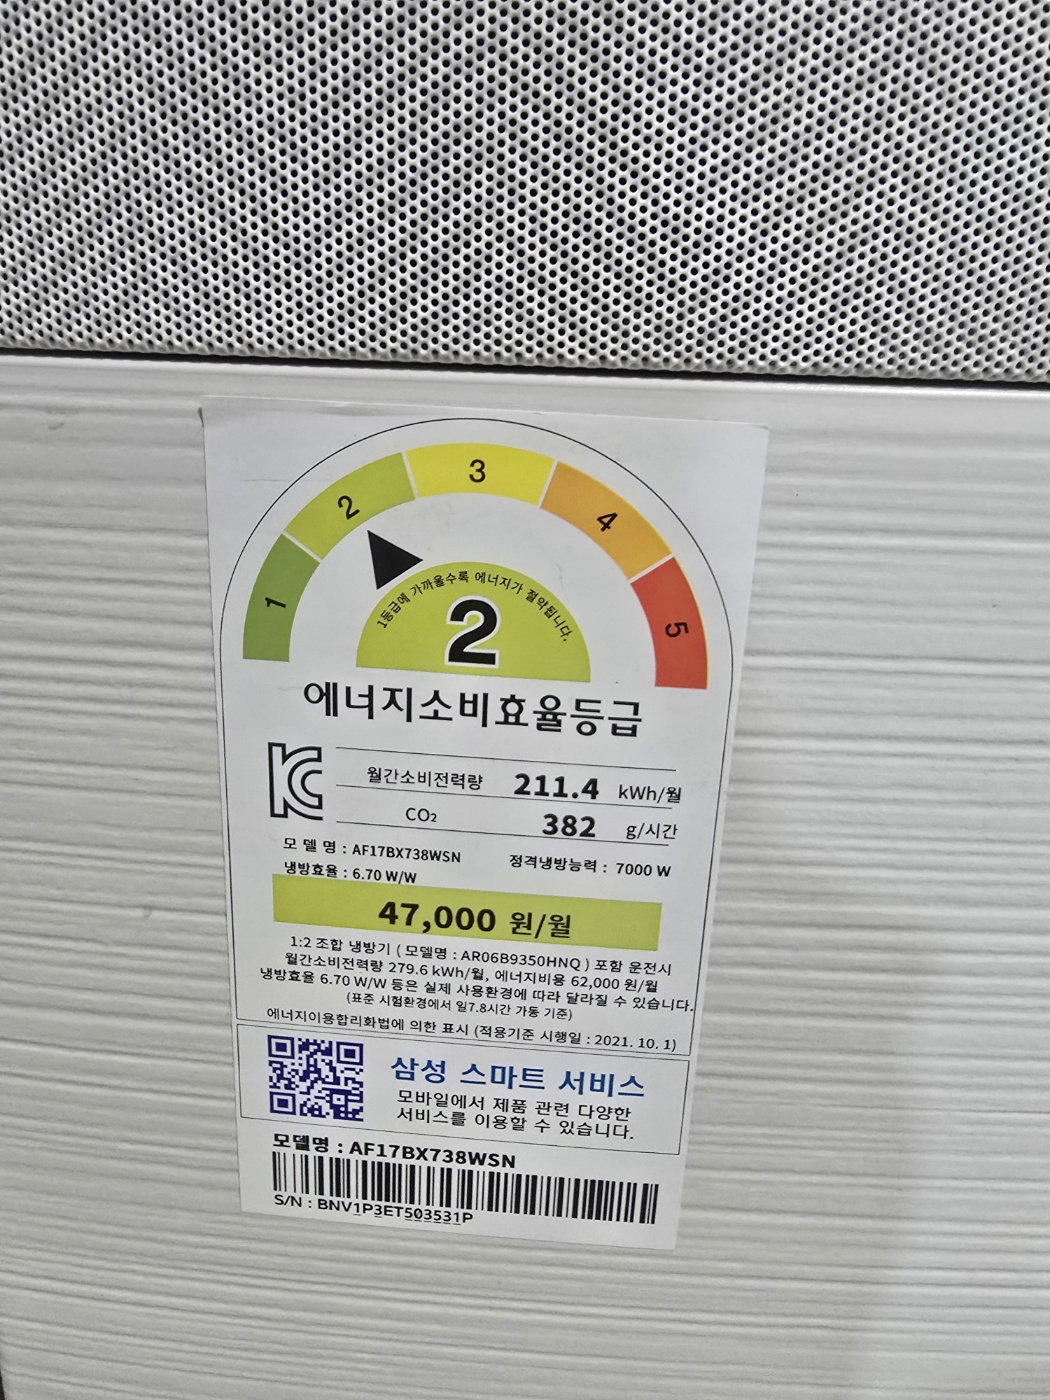 1
2
3
4
5
1등급에 가까울수록 에너지가 절약됩니다.
2
에너지소비효율등급
월간소비전력량 211.4 kWh/월
CO₂ 382 g/시간
모 델 명 : AF17BX738WSN 정격냉방능력 : 7000 W
냉방효율 : 6.70 W/W
47,000 원/월
1:2 조합 냉방기 ( 모델명 : AR06B9350HNQ ) 포함 운전시
월간소비전력량 279.6 kWh/월, 에너지비용 62,000 원/월
냉방효율 6.70 W/W 등은 실제 사용환경에 따라 달라질 수 있습니다.
(표준 시험환경에서 일7.8시간 가동 기준)
에너지이용합리화법에 의한 표시 (적용기준 시행일 : 2021. 10. 1)
삼성 스마트 서비스
모바일에서 제품 관련 다양한
서비스를 이용할 수 있습니다.
모델명 : AF17BX738WSN
S/N : BNV1P3ET503531P